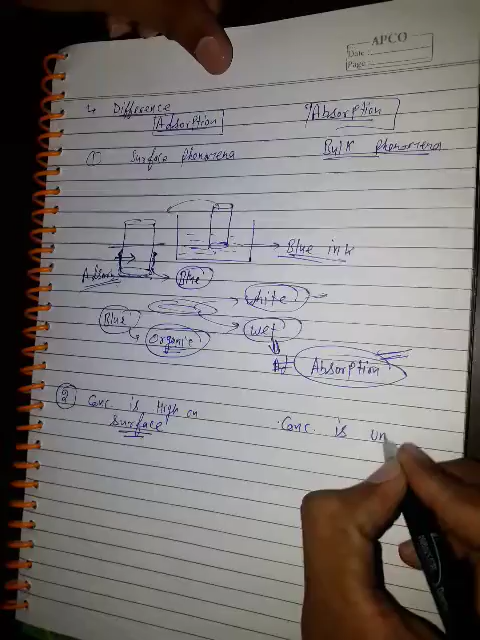 APCO
Date :
Page :
↳ Difference
Adsorption
Absorption
① Surface phenomena
Bulk phenomena
Blue ink
Blue
white
Blue
Organic
Wet
Ad
Absorption
② Conc. is High on
Surface
Conc. is un